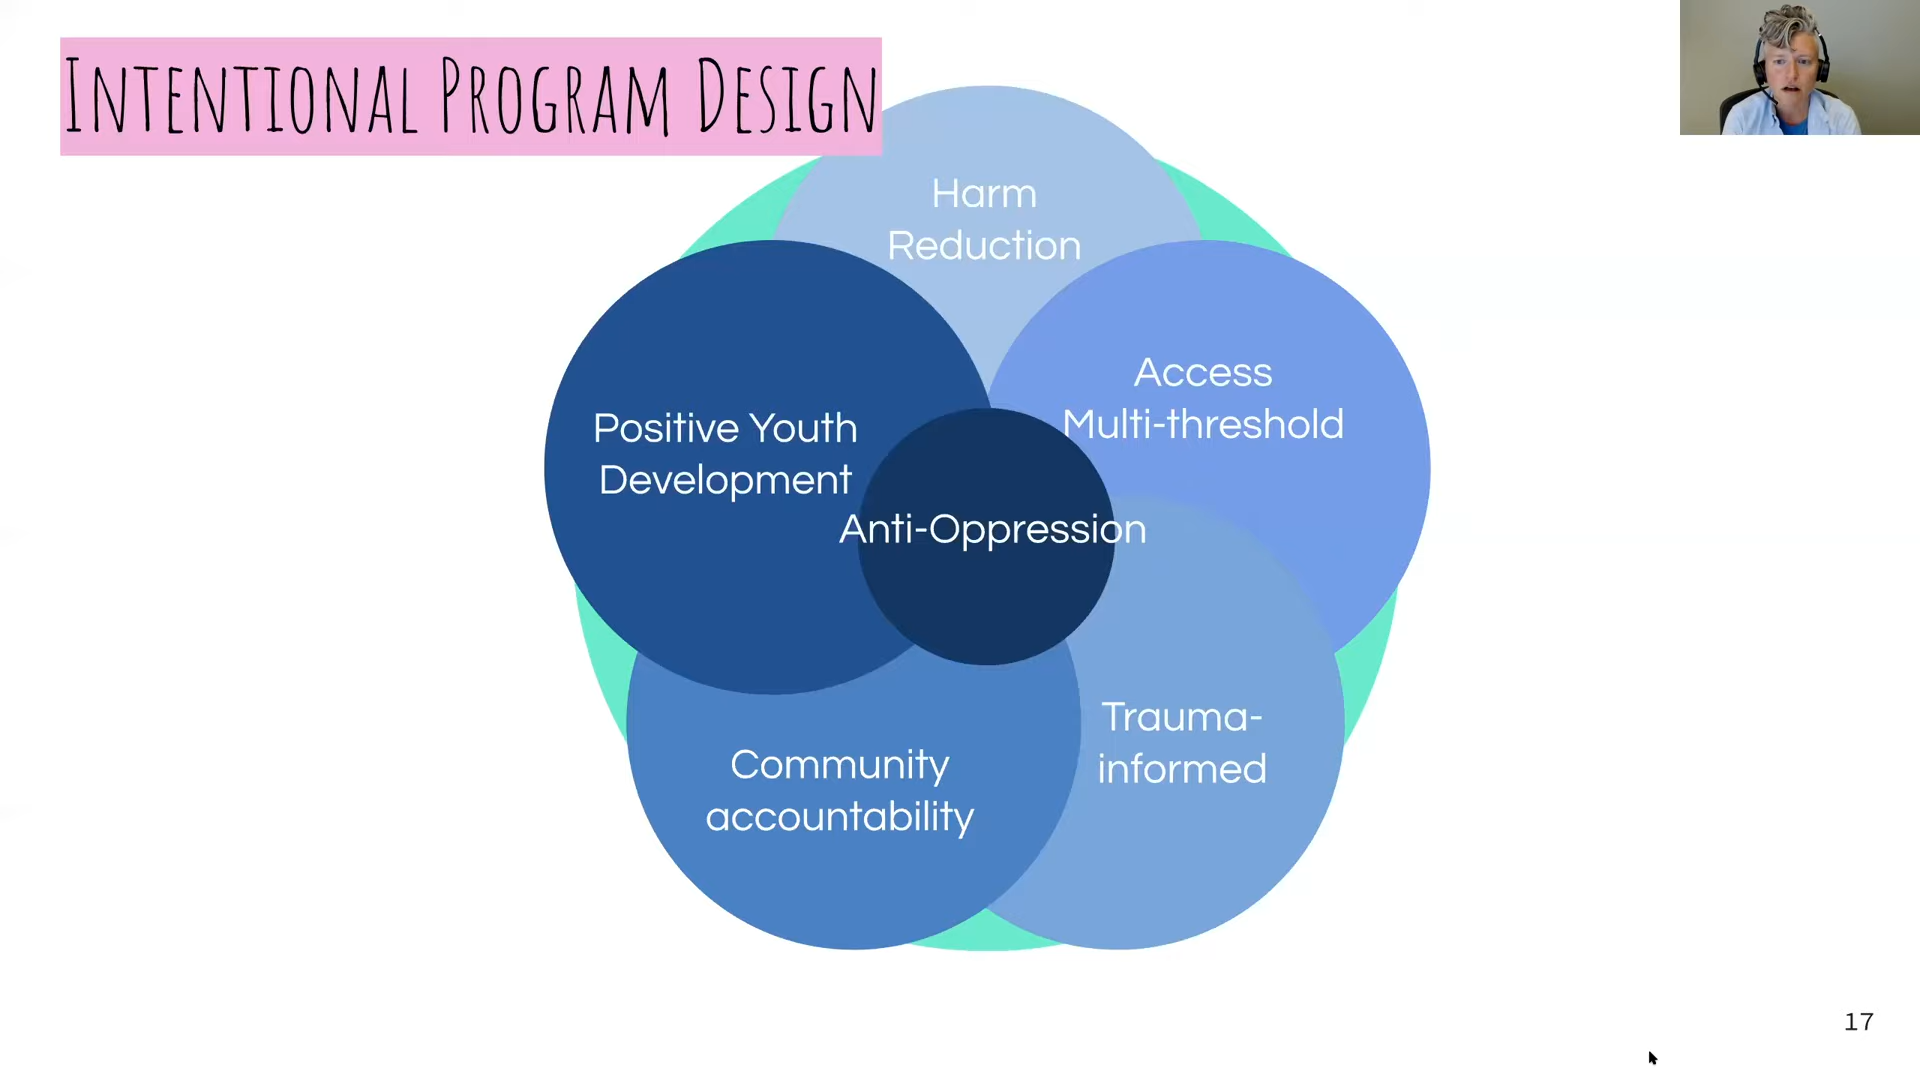 Intentional Program Design
Harm
Reduction
Access
Multi-threshold
Positive Youth
Development
Anti-Oppression
Trauma-
informed
Community
accountability
17